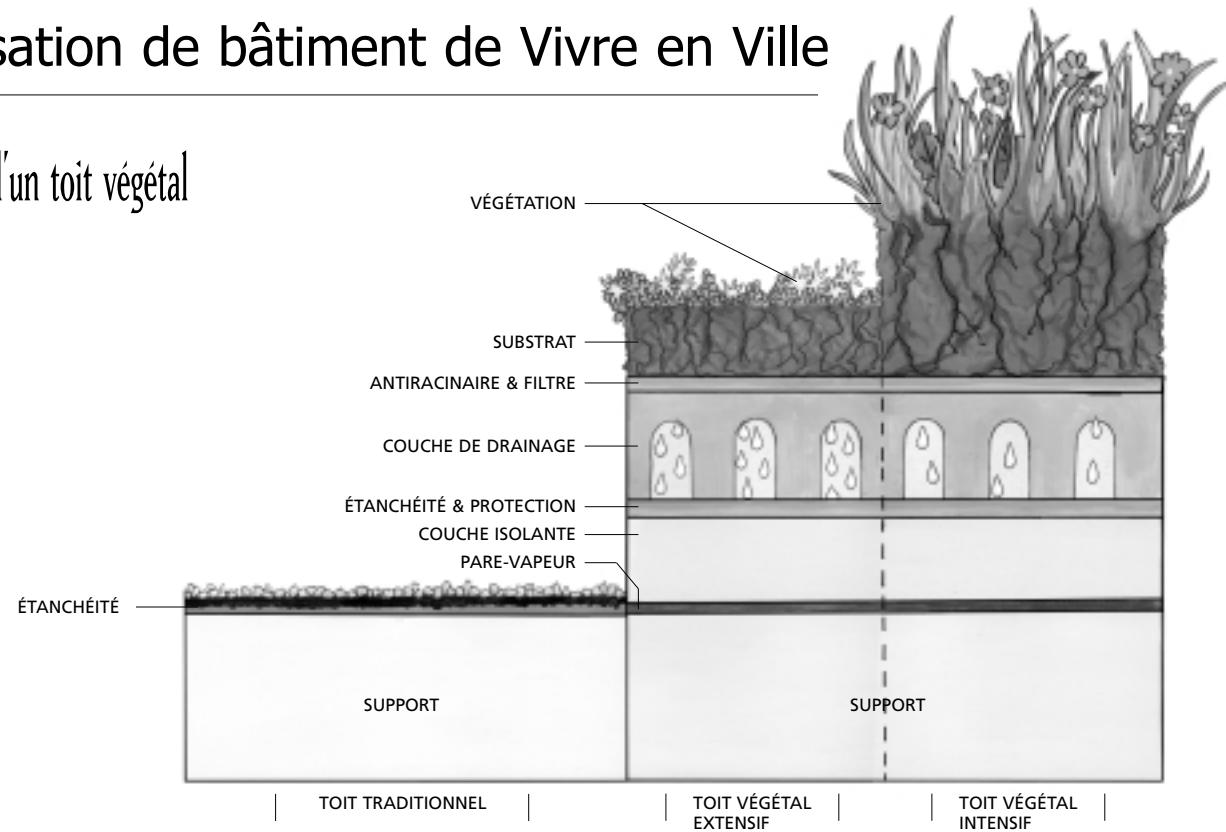 sation de bâtiment de Vivre en Ville
l'un toit végétal
VÉGÉTATION
SUBSTRAT
ANTIRACINAIRE & FILTRE
COUCHE DE DRAINAGE
ÉTANCHÉITÉ & PROTECTION
COUCHE ISOLANTE
PARE-VAPEUR
ÉTANCHÉITÉ
SUPPORT
SUPPORT
TOIT TRADITIONNEL
TOIT VÉGÉTAL
EXTENSIF
TOIT VÉGÉTAL
INTENSIF